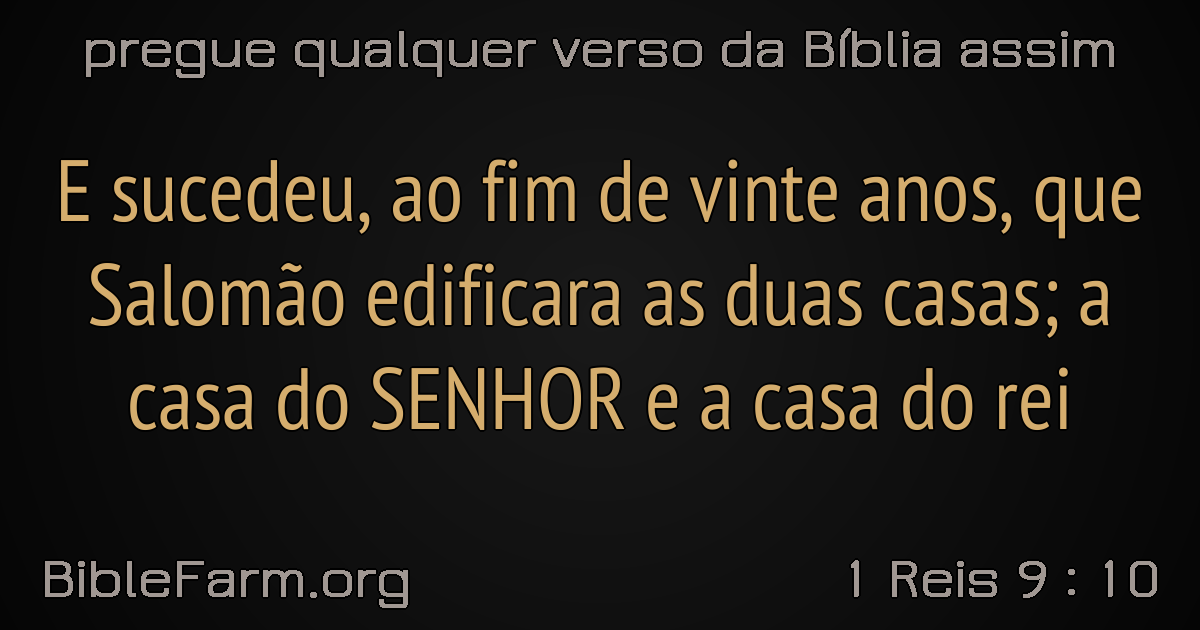 pregue qualquer verso da Bíblia assim
E sucedeu, ao fim de vinte anos, que
Salomão edificara as duas casas; a
casa do SENHOR e a casa do rei
BibleFarm.org
1 Reis 9 : 10